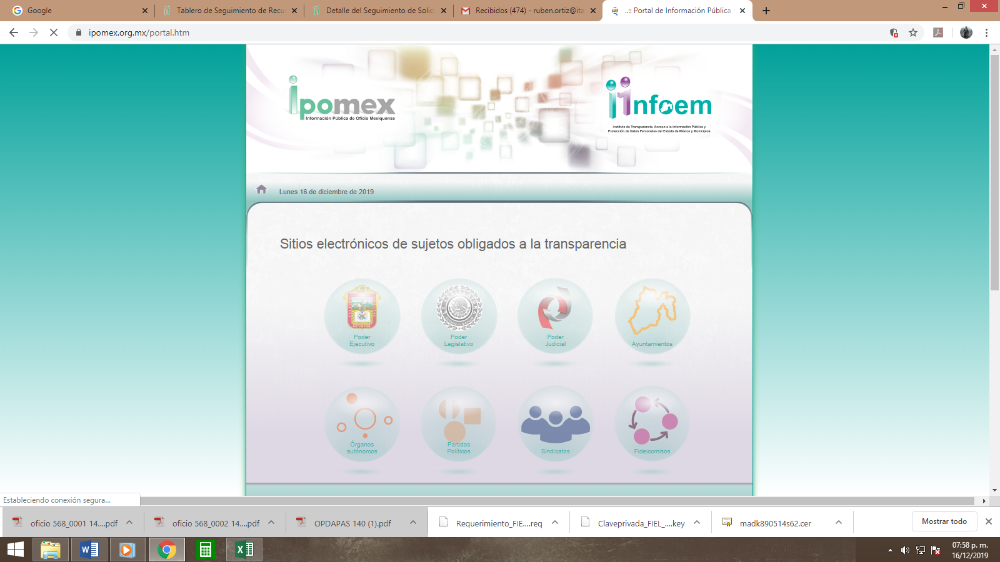 Google
Tablero de Seguimiento de Recu
Detalle del Seguimiento de Solici
Recibidos (474) - ruben.ortiz@ita
..:: Portal de Información Pública
ipomex.org.mx/portal.htm
ipomex
Información Pública de Oficio Mexiquense
infoem
Instituto de Transparencia, Acceso a la Información Pública y
Protección de Datos Personales del Estado de México y Municipios
Lunes 16 de diciembre de 2019
Sitios electrónicos de sujetos obligados a la transparencia
Poder
Ejecutivo
Poder
Legislativo
Poder
Judicial
Ayuntamientos
Órganos
autónomos
Partidos
Políticos
Sindicatos
Fideicomisos
Estableciendo conexión segura...
oficio 568_0001 14....pdf
oficio 568_0002 14....pdf
OPDAPAS 140 (1).pdf
Requerimiento_FIE....req
Claveprivada_FIEL_....key
madk890514s62.cer
Mostrar todo
07:58 p. m.
16/12/2019